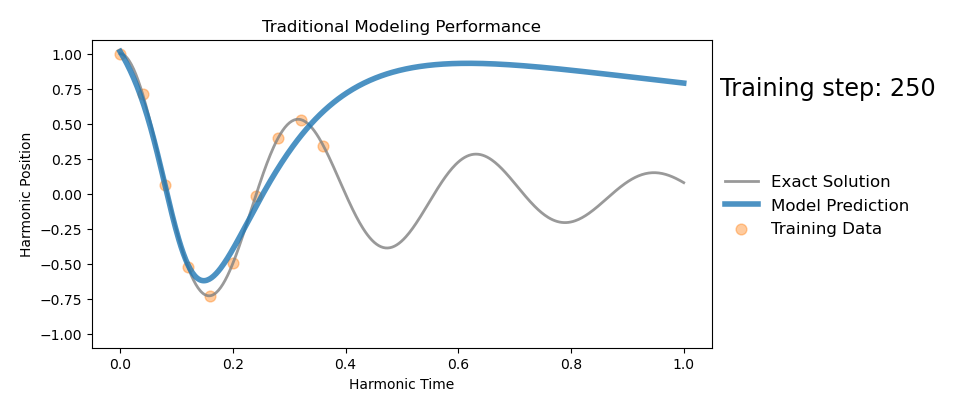 Traditional Modeling Performance
Training step: 250
Harmonic Position
1.00
0.75
0.50
0.25
0.00
−0.25
−0.50
−0.75
−1.00
Exact Solution
Model Prediction
Training Data
0.0 0.2 0.4 0.6 0.8 1.0
Harmonic Time